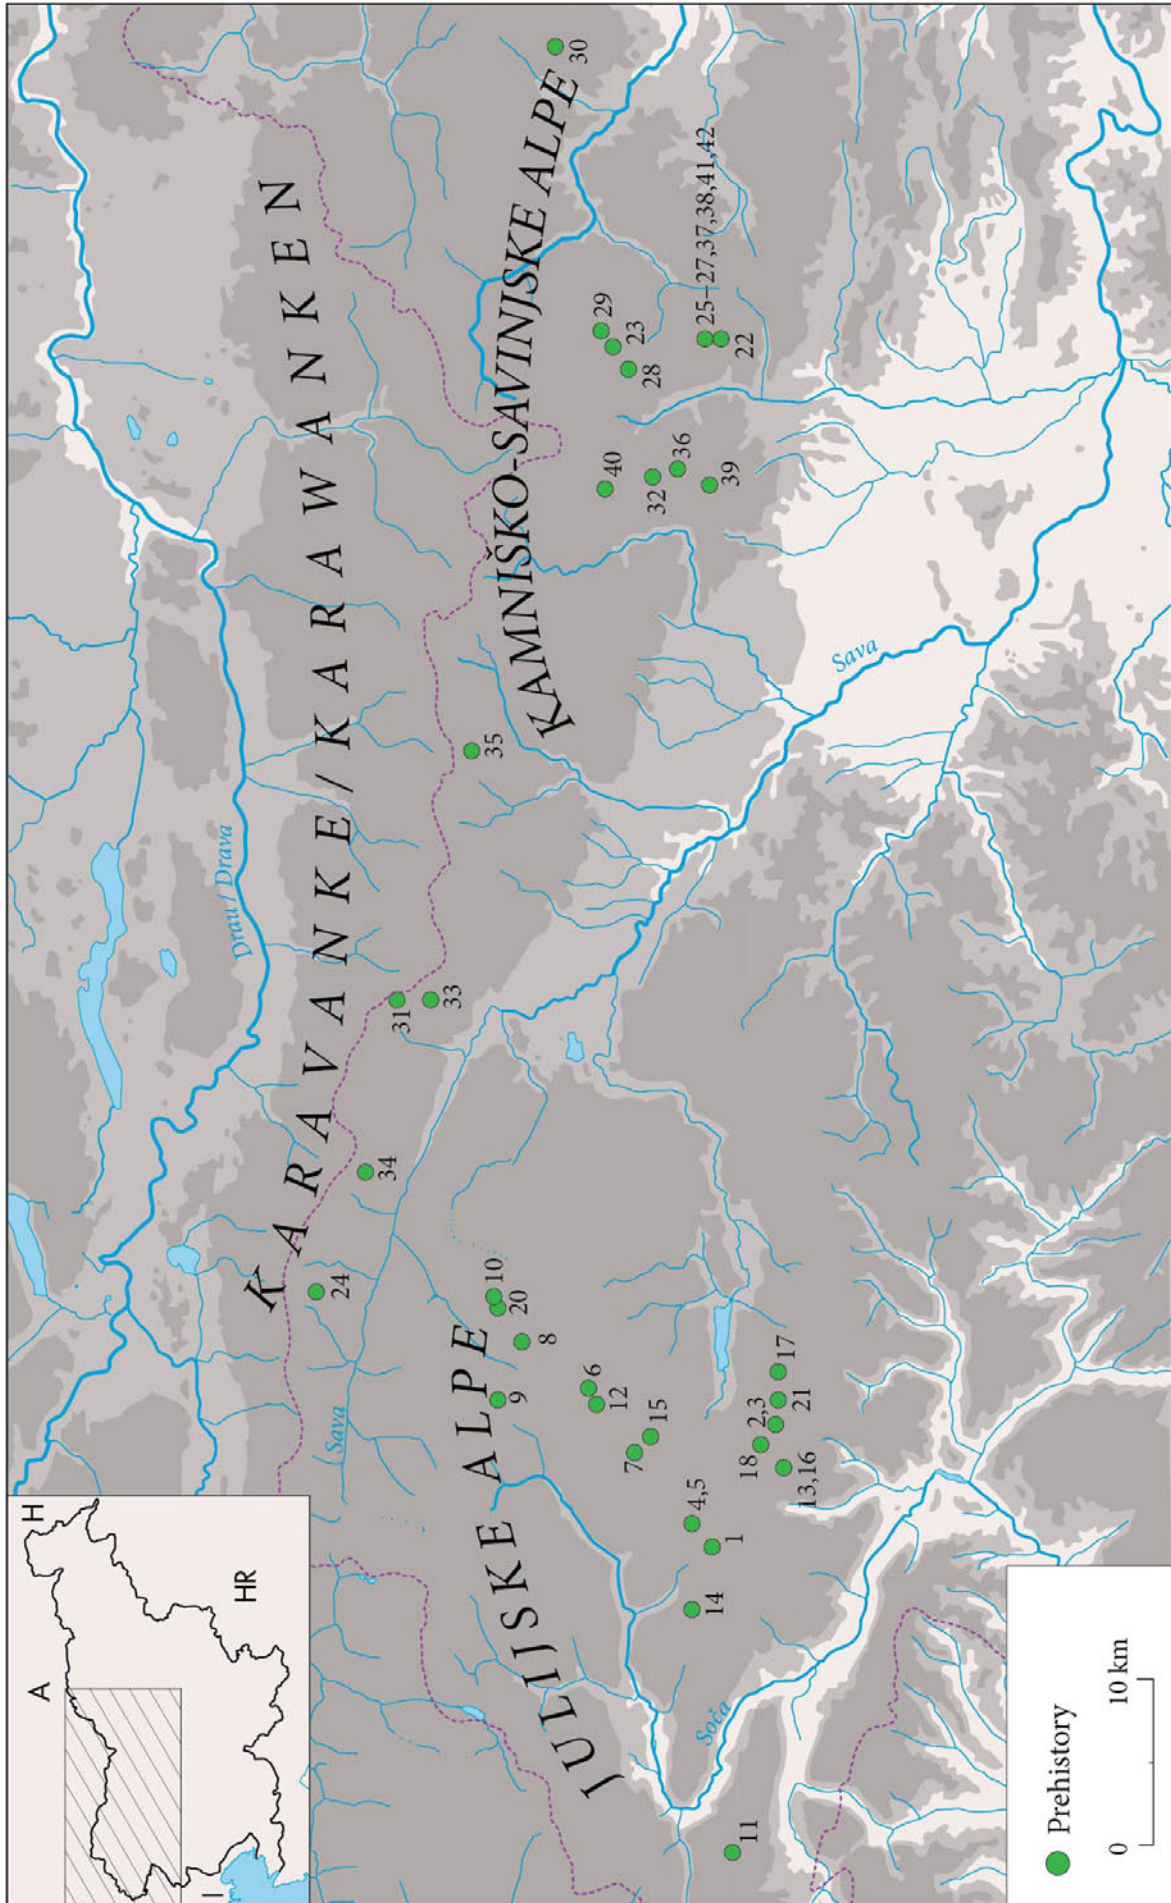 A
H
HR
I
KARAVANKE/KARAWANKEN
JULIJSKE ALPE
KAMNIŠKO-SAVINJSKE ALPE
Drau / Drava
Sava
Sava
Soča
24
34
31
33
35
9
8
20
10
6
12
7
15
4,5
1
14
11
18
2,3
13,16
21
17
40
32
36
39
29
23
28
25–27,37,38,41,42
22
30
Prehistory
0
10 km